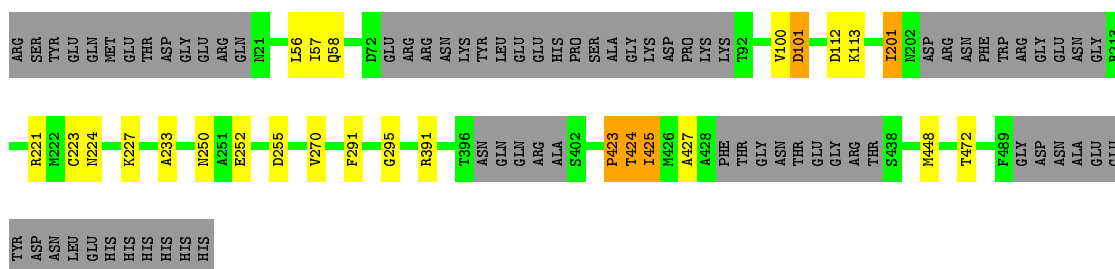 ARG SER TYR GLU GLN MET GLU THR ASP GLY GLU ARG GLN N21 L56 I57 Q58 D72 GLU ARG ARG ASN LYS TYR LEU GLU GLU HIS PRO SER ALA GLY LYS ASP PRO LYS LYS T92 V100 D101 D112 K113 I201 N202 ASP ARG ASN PHE TRP ARG GLY GLU ASN GLY
R221 M222 C223 N224 K227 A233 N250 A251 E252 D255 V270 F291 G295 R391 T396 ASN GLN GLN ARG ALA S402 P423 T424 I425 M426 A427 A428 PHE THR GLY ASN THR GLU GLY ARG THR S438 M448 T472 F489 GLY ASP ASN ALA GLU GLU
TYR ASP ASN LEU GLU HIS HIS HIS HIS HIS HIS